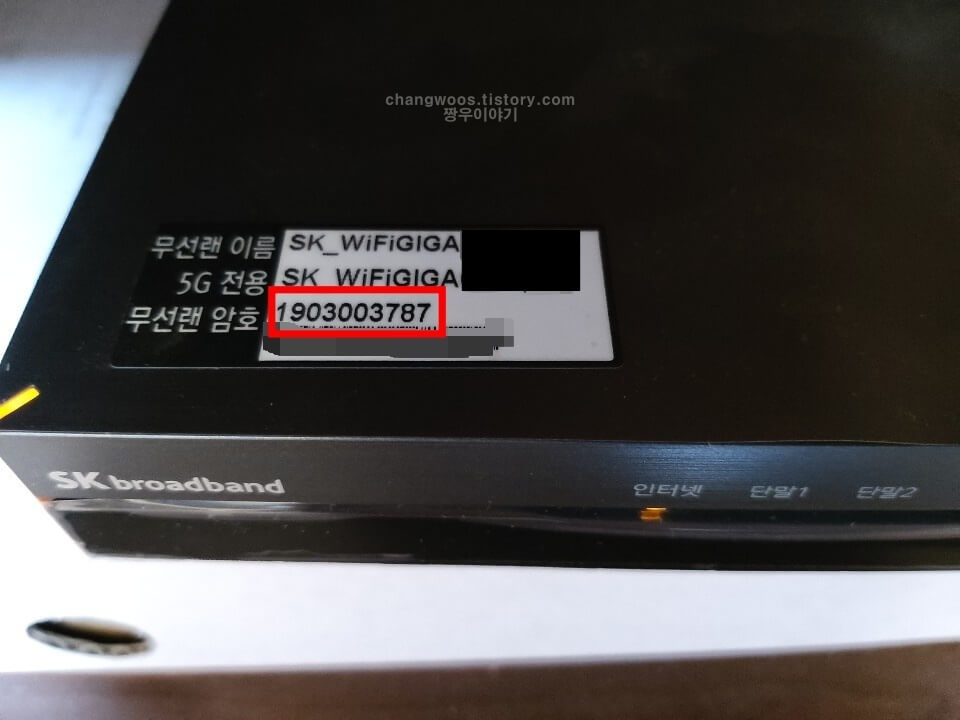 changwoos.tistory.com
짱우이야기
무선랜 이름 SK_WiFiGIGA
5G 전용 SK_WiFiGIGA
무선랜 암호 1903003787
SK broadband
인터넷 단말1 단말2